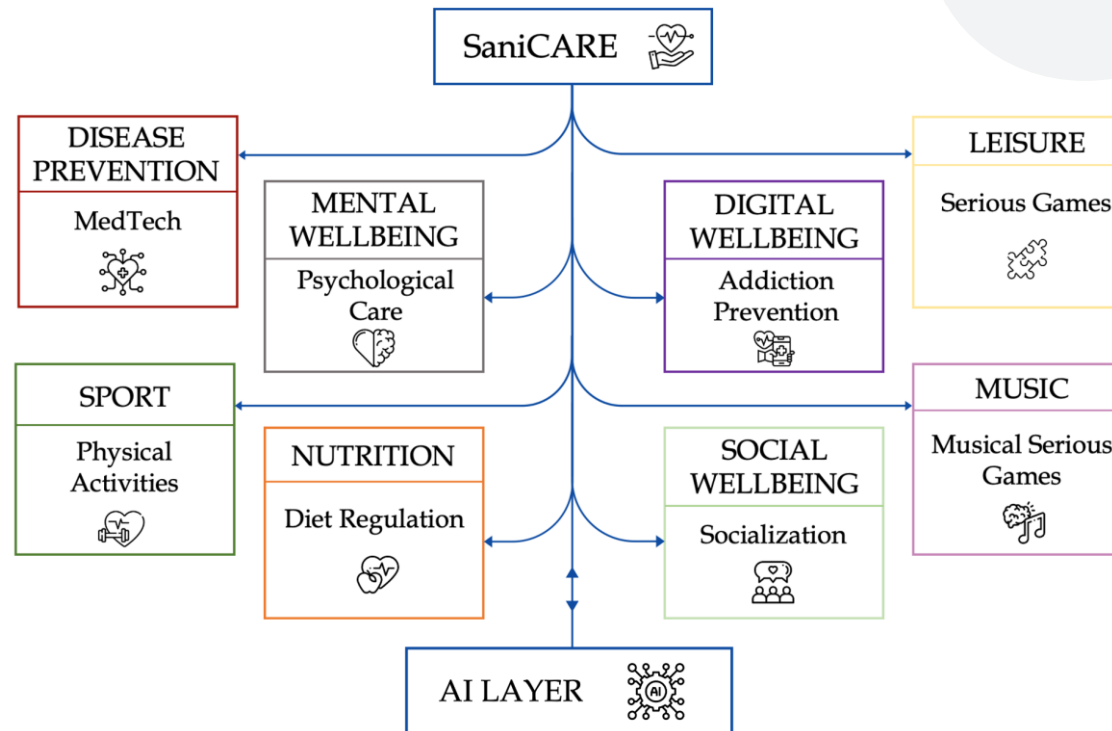 SaniCARE
DISEASE
PREVENTION
MedTech
MENTAL
WELLBEING
Psychological
Care
DIGITAL
WELLBEING
Addiction
Prevention
LEISURE
Serious Games
SPORT
Physical
Activities
NUTRITION
Diet Regulation
SOCIAL
WELLBEING
Socialization
MUSIC
Musical Serious
Games
AI LAYER
AI